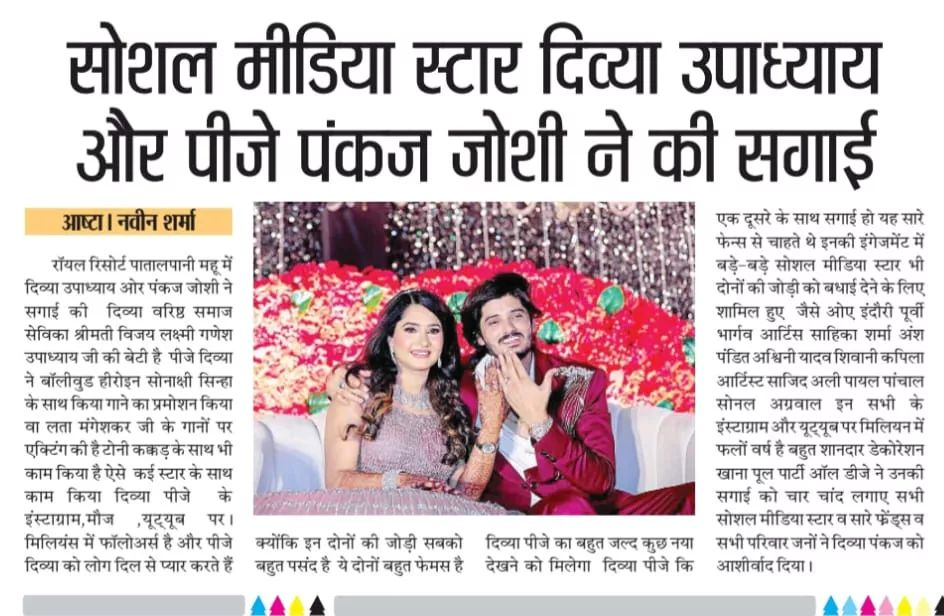 सोशल मीडिया स्टार दिव्या उपाध्याय
और पीजे पंकज जोशी ने की सगाई
आष्टा। नवीन शर्मा
रॉयल रिसोर्ट पातालपानी महू में
दिव्या उपाध्याय ओर पंकज जोशी ने
सगाई की दिव्या वरिष्ठ समाज
सेविका श्रीमती विजय लक्ष्मी गणेश
उपाध्याय जी की बेटी है पीजे दिव्या
ने बॉलीवुड हीरोइन सोनाक्षी सिन्हा
के साथ किया गाने का प्रमोशन किया
वा लता मंगेशकर जी के गानों पर
एक्टिंग की है टोनी कक्कड़ के साथ भी
काम किया है ऐसे कई स्टार के साथ
काम किया दिव्या पीजे के
इंस्टाग्राम,मौज ,यूट्यूब पर।
मिलियंस में फॉलोअर्स है और पीजे
दिव्या को लोग दिल से प्यार करते हैं
क्योंकि इन दोनों की जोड़ी सबको
बहुत पसंद है ये दोनों बहुत फेमस है
दिव्या पीजे का बहुत जल्द कुछ नया
देखने को मिलेगा दिव्या पीजे कि
एक दूसरे के साथ सगाई हो यह सारे
फेन्स से चाहते थे इनकी इंगेजमेंट में
बड़े-बड़े सोशल मीडिया स्टार भी
दोनों की जोड़ी को बधाई देने के लिए
शामिल हुए जैसे ओए इंदौरी पूर्वी
भार्गव आर्टिस साहिका शर्मा अंश
पंडित अश्विनी यादव शिवानी कपिला
आर्टिस्ट साजिद अली पायल पांचाल
सोनल अग्रवाल इन सभी के
इंस्टाग्राम और यूट्यूब पर मिलियन में
फलों वर्ष है बहुत शानदार डेकोरेशन
खाना पूल पार्टी ऑल डीजे ने उनकी
सगाई को चार चांद लगाए सभी
सोशल मीडिया स्टार व सारे फ्रेंड्स व
सभी परिवार जनों ने दिव्या पंकज को
आशीर्वाद दिया।